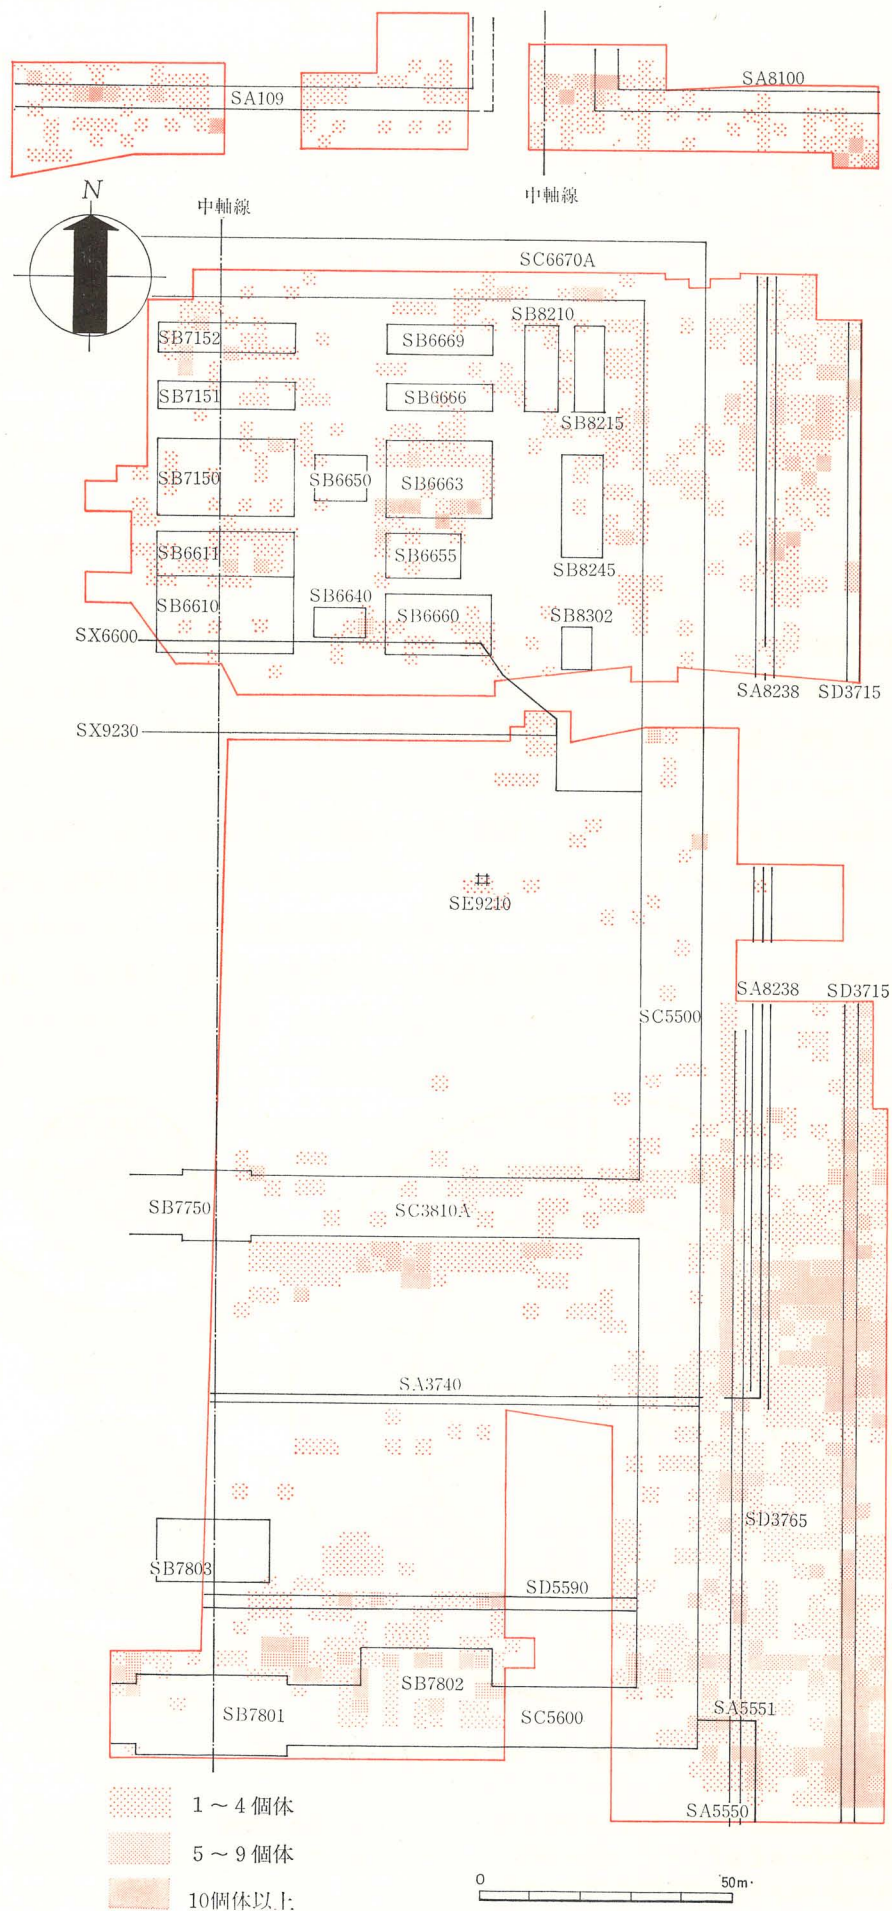 SA109
SA8100
N
中軸線
中軸線
SC6670A
SB8210
SB7152
SB6669
SB7151
SB6666
SB8215
SB7150
SB6650
SB6663
SB6611
SB6655
SB8245
SB6610
SB6640
SB6660
SB8302
SX6600
SA8238
SD3715
SX9230
SE9210
SA8238
SD3715
SC5500
SB7750
SC3810A
SA3740
SD3765
SB7803
SD5590
SB7802
SB7801
SC5600
SA5551
SA5550
1～4個体
5～9個体
10個体以上
0
50m